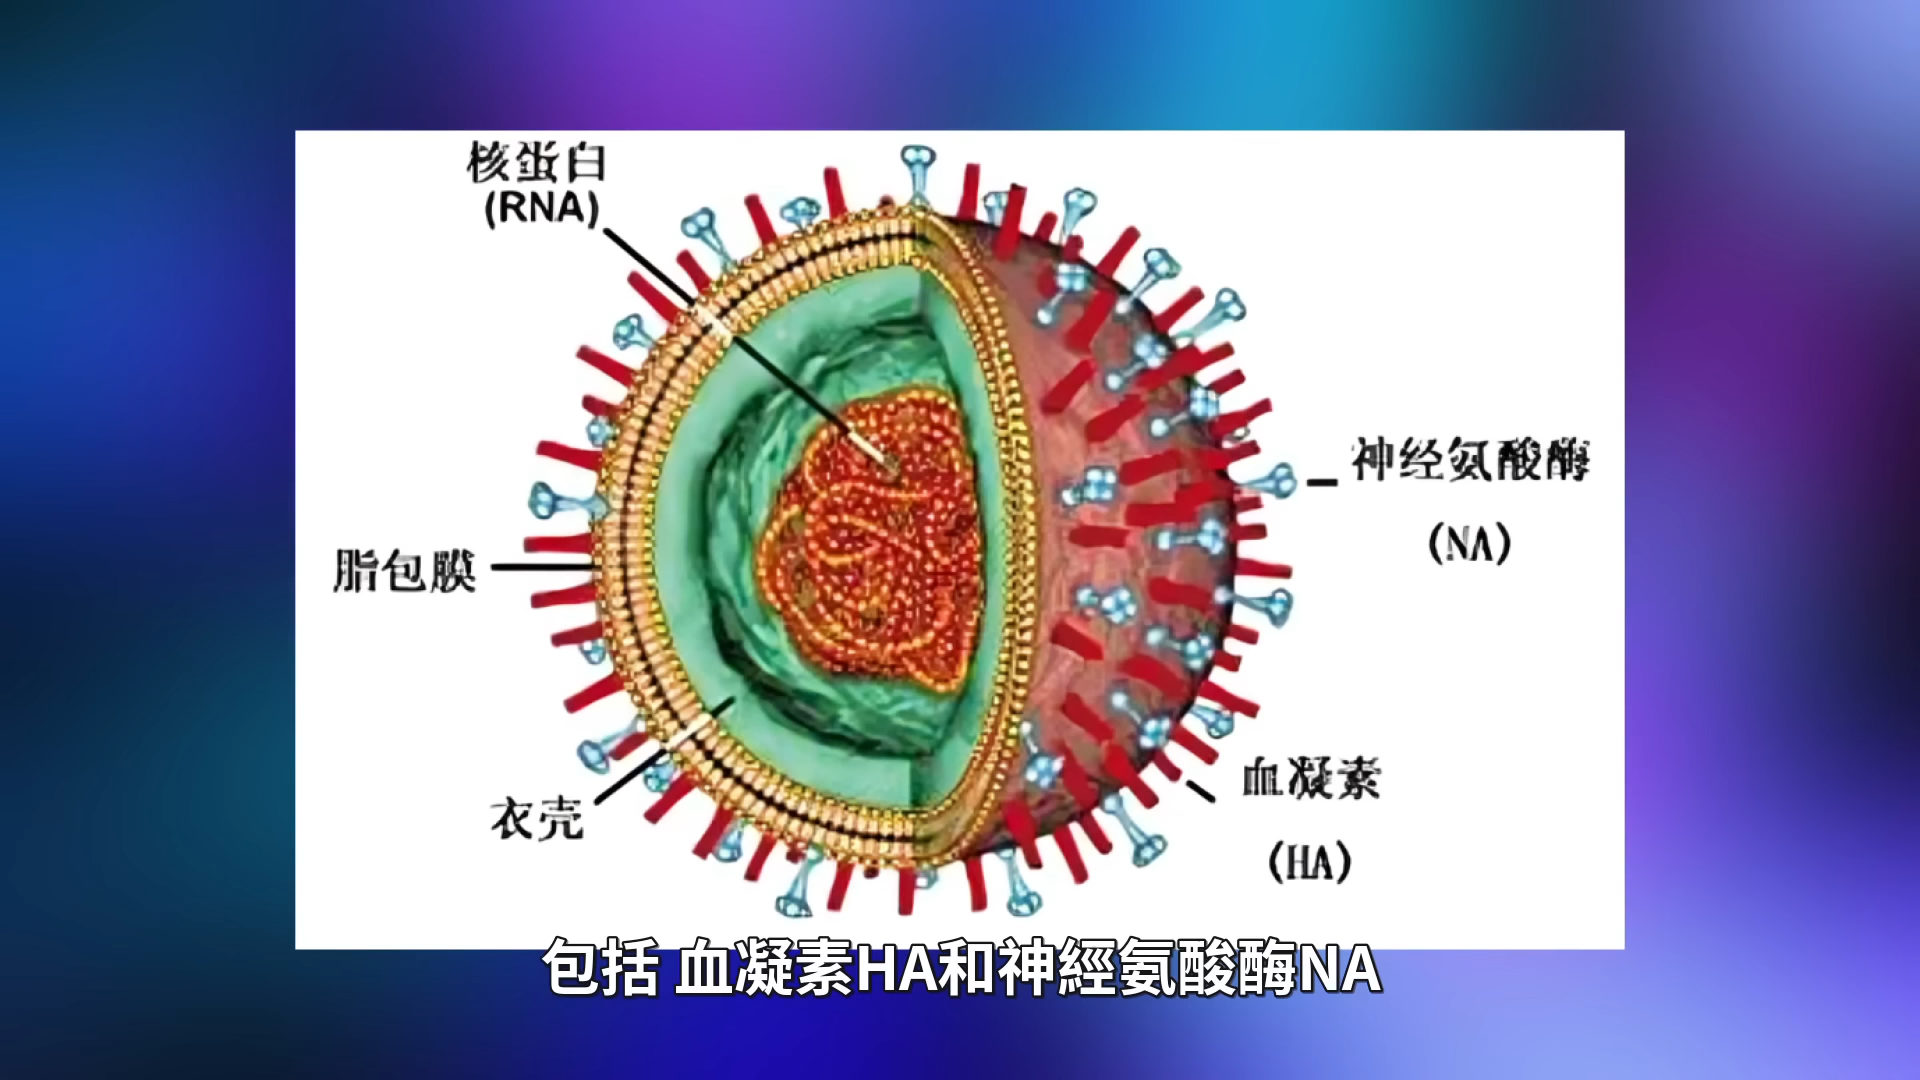 核蛋白
(RNA)
神经氨酸酶
(NA)
脂包膜
血凝素
(HA)
衣壳
包括 血凝素HA和神經氨酸酶NA